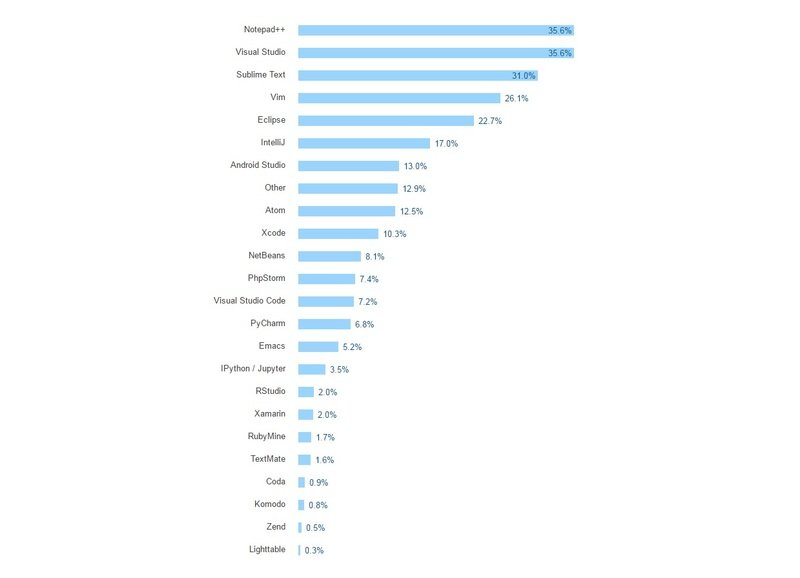 Notepad++ 35.6%
Visual Studio 35.6%
Sublime Text 31.0%
Vim 26.1%
Eclipse 22.7%
IntelliJ 17.0%
Android Studio 13.0%
Other 12.9%
Atom 12.5%
Xcode 10.3%
NetBeans 8.1%
PhpStorm 7.4%
Visual Studio Code 7.2%
PyCharm 6.8%
Emacs 5.2%
IPython / Jupyter 3.5%
RStudio 2.0%
Xamarin 2.0%
RubyMine 1.7%
TextMate 1.6%
Coda 0.9%
Komodo 0.8%
Zend 0.5%
Lighttable 0.3%